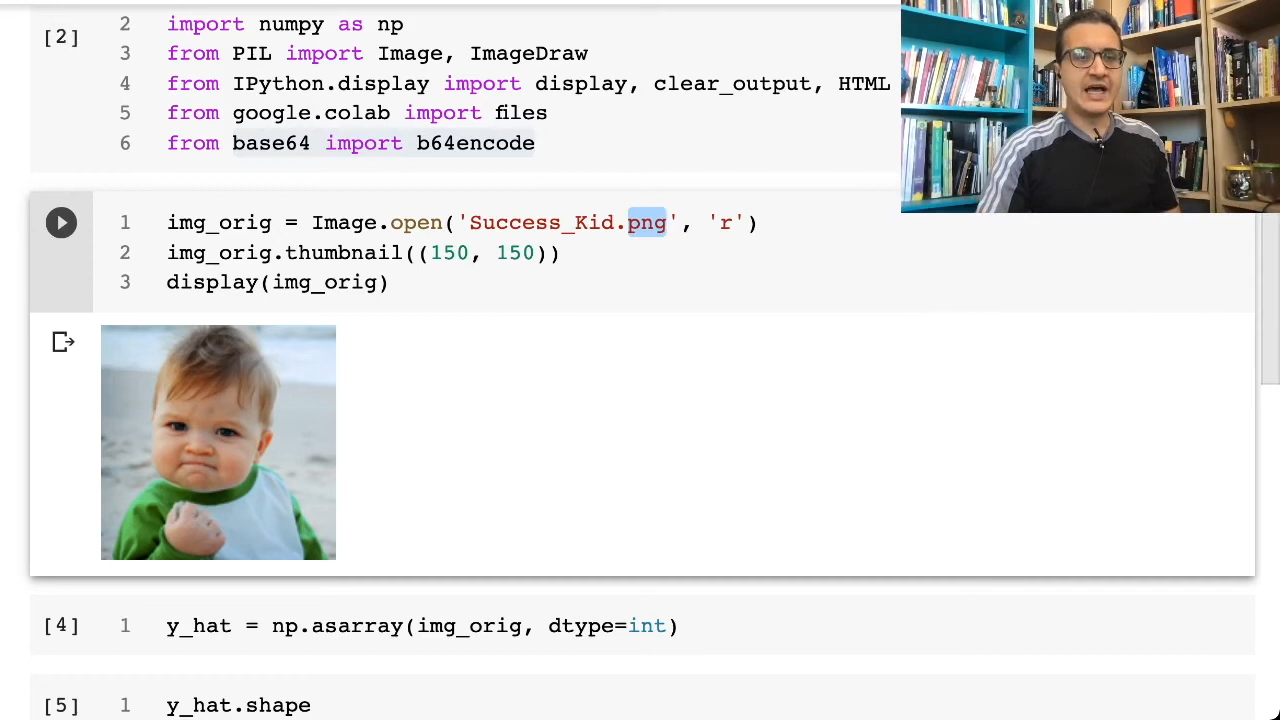 [2]
2 import numpy as np
3 from PIL import Image, ImageDraw
4 from IPython.display import display, clear_output, HTML
5 from google.colab import files
6 from base64 import b64encode
1 img_orig = Image.open('Success_Kid.png', 'r')
2 img_orig.thumbnail((150, 150))
3 display(img_orig)
[4] 1 y_hat = np.asarray(img_orig, dtype=int)
[5] 1 y_hat.shape